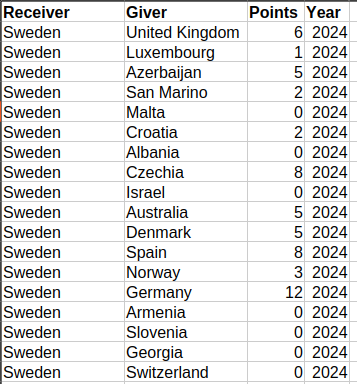 Receiver Giver Points Year
Sweden United Kingdom 6 2024
Sweden Luxembourg 1 2024
Sweden Azerbaijan 5 2024
Sweden San Marino 2 2024
Sweden Malta 0 2024
Sweden Croatia 2 2024
Sweden Albania 0 2024
Sweden Czechia 8 2024
Sweden Israel 0 2024
Sweden Australia 5 2024
Sweden Denmark 5 2024
Sweden Spain 8 2024
Sweden Norway 3 2024
Sweden Germany 12 2024
Sweden Armenia 0 2024
Sweden Slovenia 0 2024
Sweden Georgia 0 2024
Sweden Switzerland 0 2024